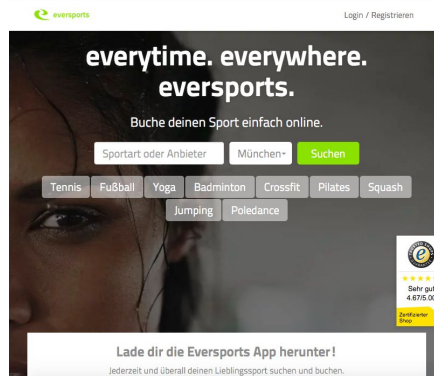 eversports
Login / Registrieren
everytime. everywhere.
eversports.
Buche deinen Sport einfach online.
Sportart oder Anbieter München Suchen
Tennis Fußball Yoga Badminton Crossfit Pilates Squash
Jumping Poledance
Sehr gut
4.67/5.00
Zertifizierter
Shop
Lade dir die Eversports App herunter!
Jederzeit und überall deinen Lieblingssport suchen und buchen.